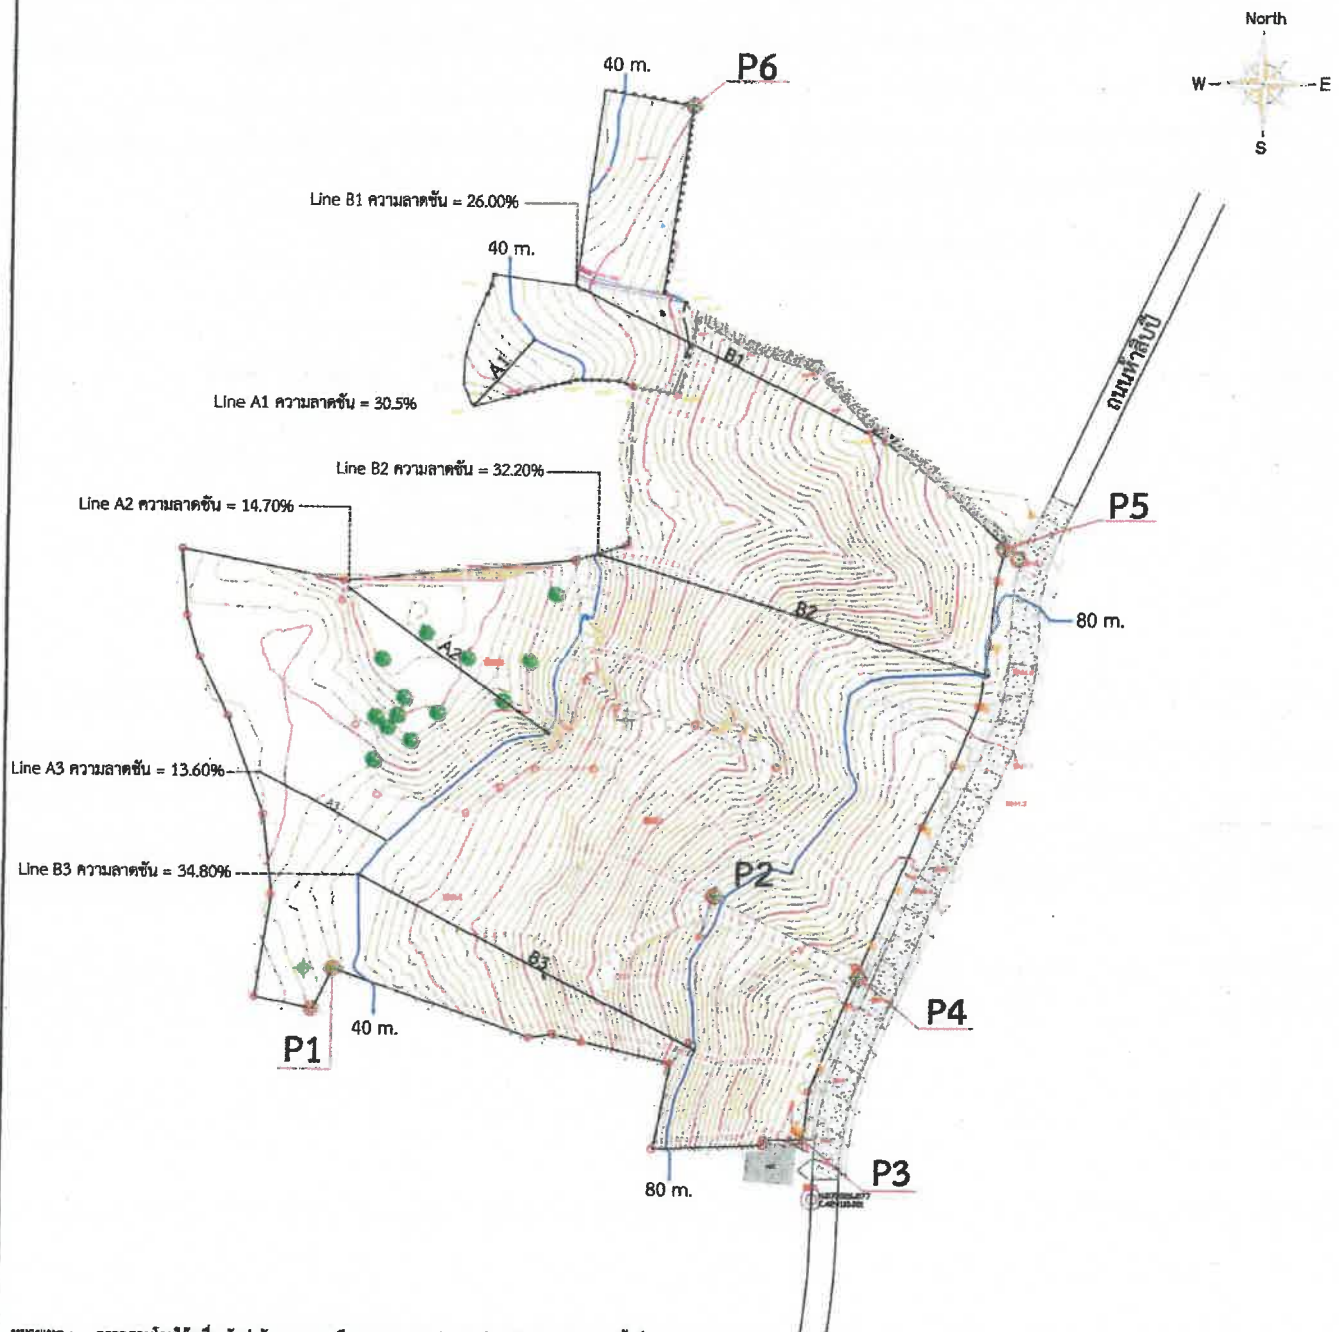 North
W
E
S
40 m.
P6
Line B1 ความลาดชัน = 26.00%
40 m.
A1
B1
ถนนห้าสิบปี
Line A1 ความลาดชัน = 30.5%
Line B2 ความลาดชัน = 32.20%
Line A2 ความลาดชัน = 14.70%
P5
B2
80 m.
A2
Line A3 ความลาดชัน = 13.60%
A3
Line B3 ความลาดชัน = 34.80%
P2
B3
P4
P1
40 m.
P3
80 m.